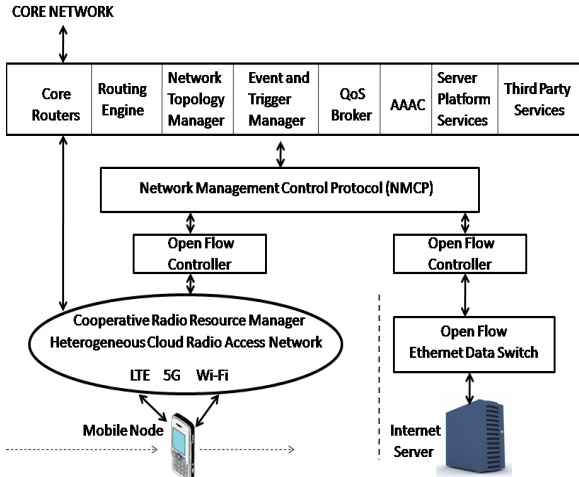 CORE NETWORK
Core
Routers
Routing
Engine
Network
Topology
Manager
Event and
Trigger
Manager
QoS
Broker
AAAC
Server
Platform
Services
Third Party
Services
Network Management Control Protocol (NMCP)
Open Flow
Controller
Open Flow
Controller
Cooperative Radio Resource Manager
Heterogeneous Cloud Radio Access Network
LTE 5G Wi-Fi
Open Flow
Ethernet Data Switch
Mobile Node
Internet
Server